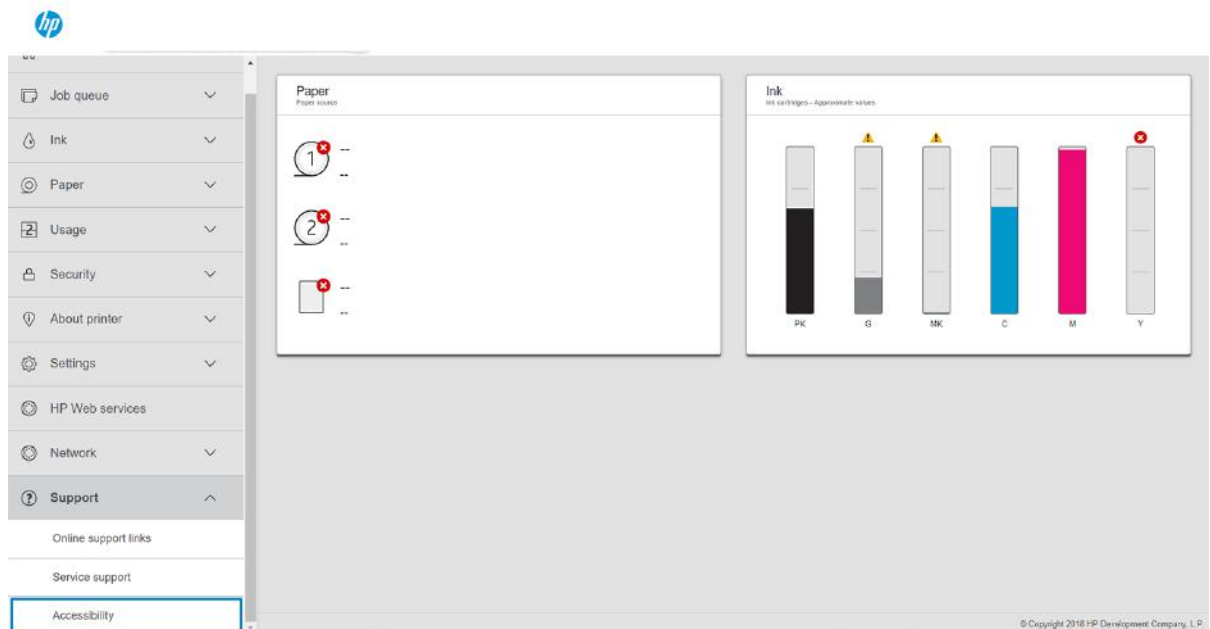 hp
Job queue
Ink
Paper
2 Usage
Security
About printer
Settings
HP Web services
Network
Support
Online support links
Service support
Accessibility
Paper
Paper source
1 --
--
2 --
--
--
--
Ink
Ink cartridges - Approximate values
PK G MK C M Y
© Copyright 2018 HP Development Company, L.P.